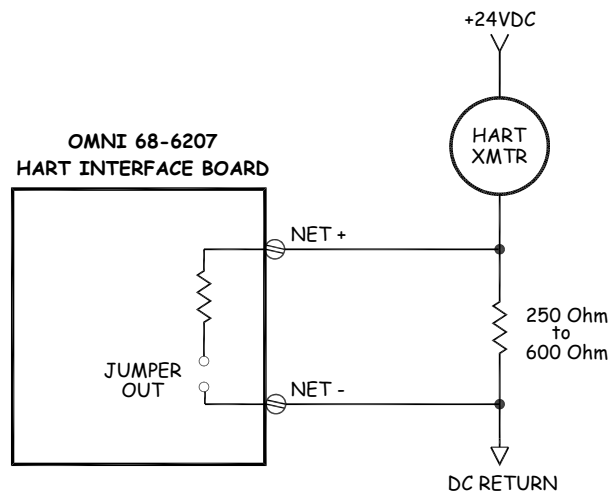 +24VDC
HART
XMTR
OMNI 68-6207
HART INTERFACE BOARD
NET +
250 Ohm
to
600 Ohm
JUMPER
OUT
NET -
DC RETURN